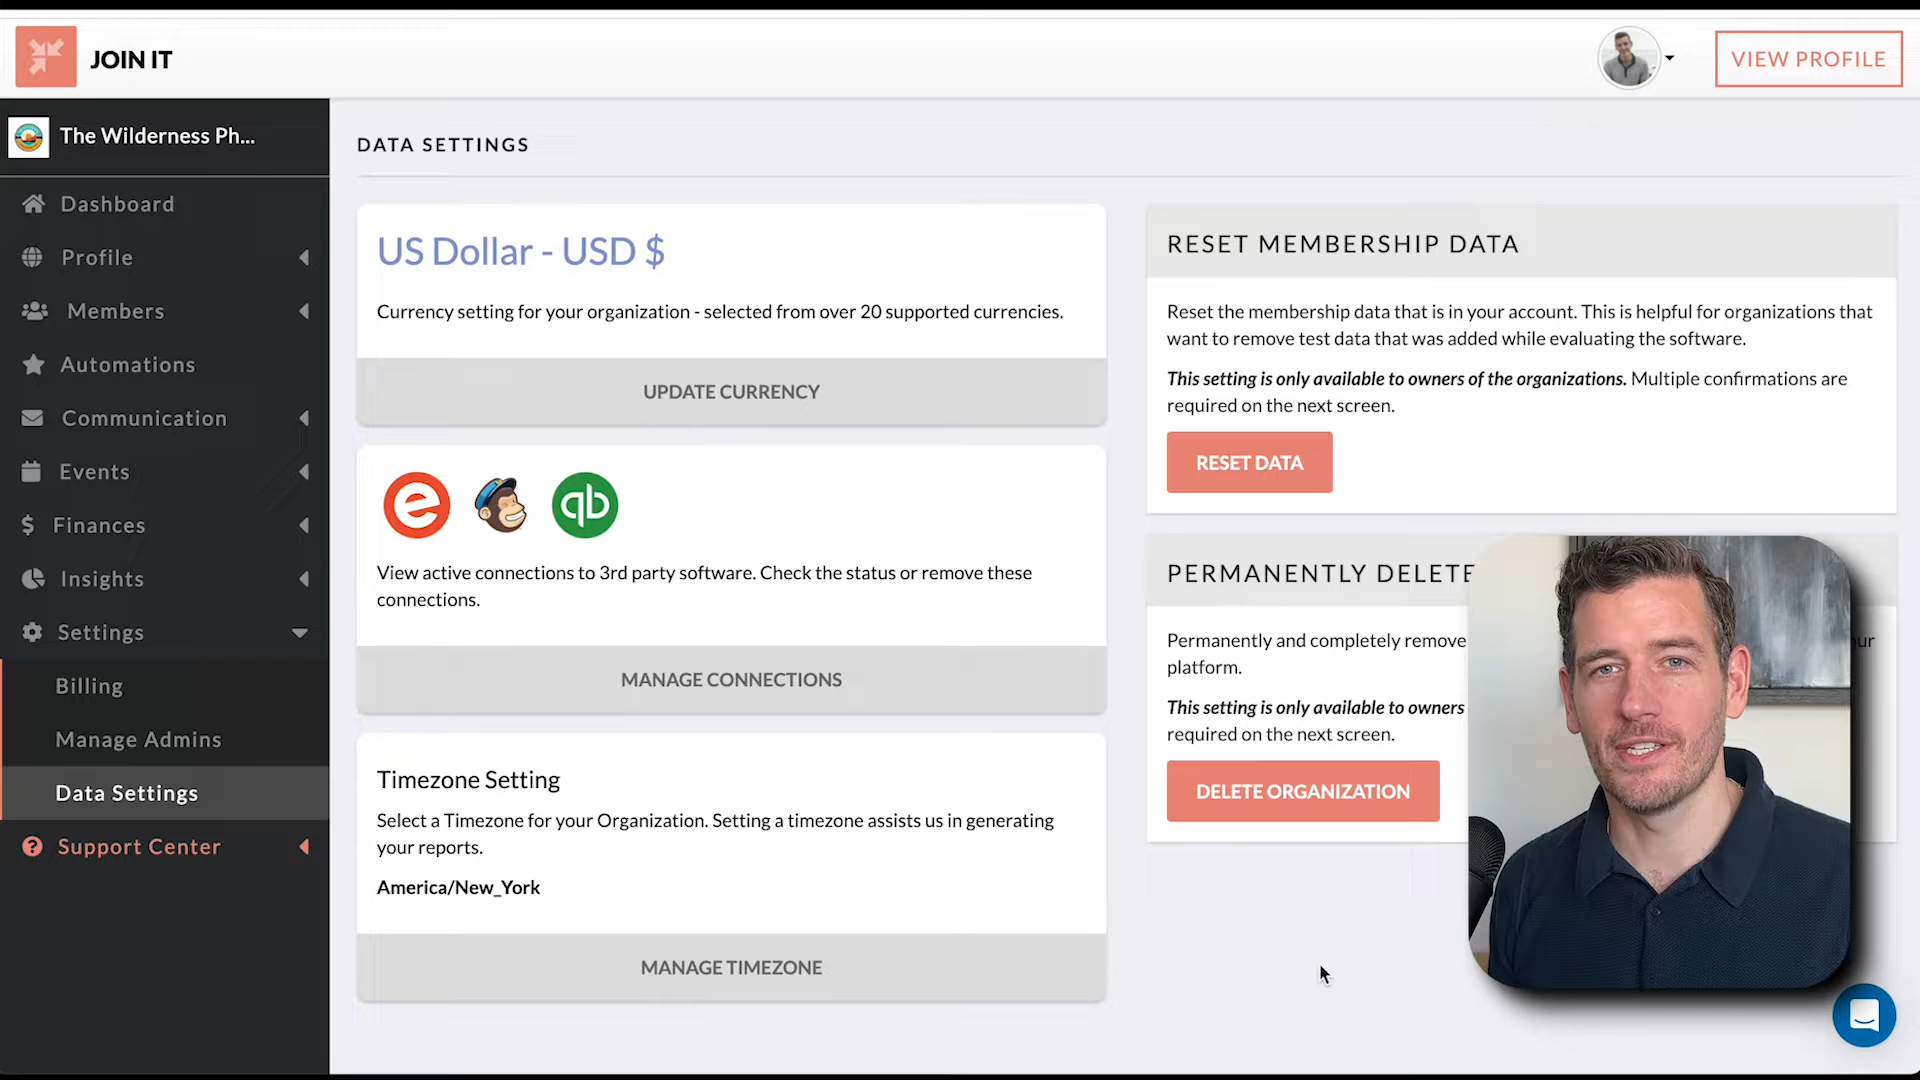 JOIN IT
VIEW PROFILE
The Wilderness Ph...
Dashboard
Profile
Members
Automations
Communication
Events
Finances
Insights
Settings
Billing
Manage Admins
Data Settings
Support Center
DATA SETTINGS
US Dollar - USD $
Currency setting for your organization - selected from over 20 supported currencies.
UPDATE CURRENCY
e
qb
View active connections to 3rd party software. Check the status or remove these
connections.
MANAGE CONNECTIONS
Timezone Setting
Select a Timezone for your Organization. Setting a timezone assists us in generating
your reports.
America/New_York
MANAGE TIMEZONE
RESET MEMBERSHIP DATA
Reset the membership data that is in your account. This is helpful for organizations that
want to remove test data that was added while evaluating the software.
This setting is only available to owners of the organizations. Multiple confirmations are
required on the next screen.
RESET DATA
PERMANENTLY DELETE
Permanently and completely remove
platform.
This setting is only available to owners
required on the next screen.
DELETE ORGANIZATION